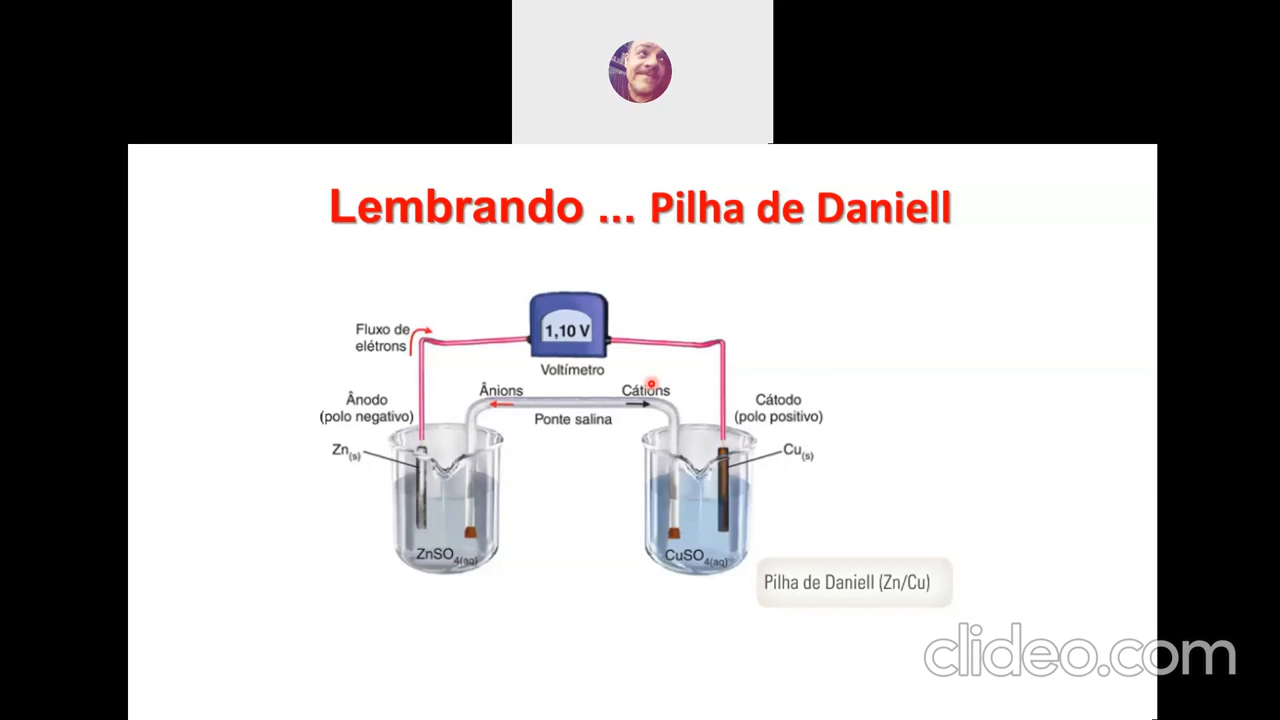 Lembrando ... Pilha de Daniell
1,10 V
Fluxo de
elétrons
Voltímetro
Ânions
Cátions
Ânodo
(polo negativo)
Ponte salina
Cátodo
(polo positivo)
Zn(s)
Cu(s)
ZnSO4(aq)
CuSO4(aq)
Pilha de Daniell (Zn/Cu)
clideo.com